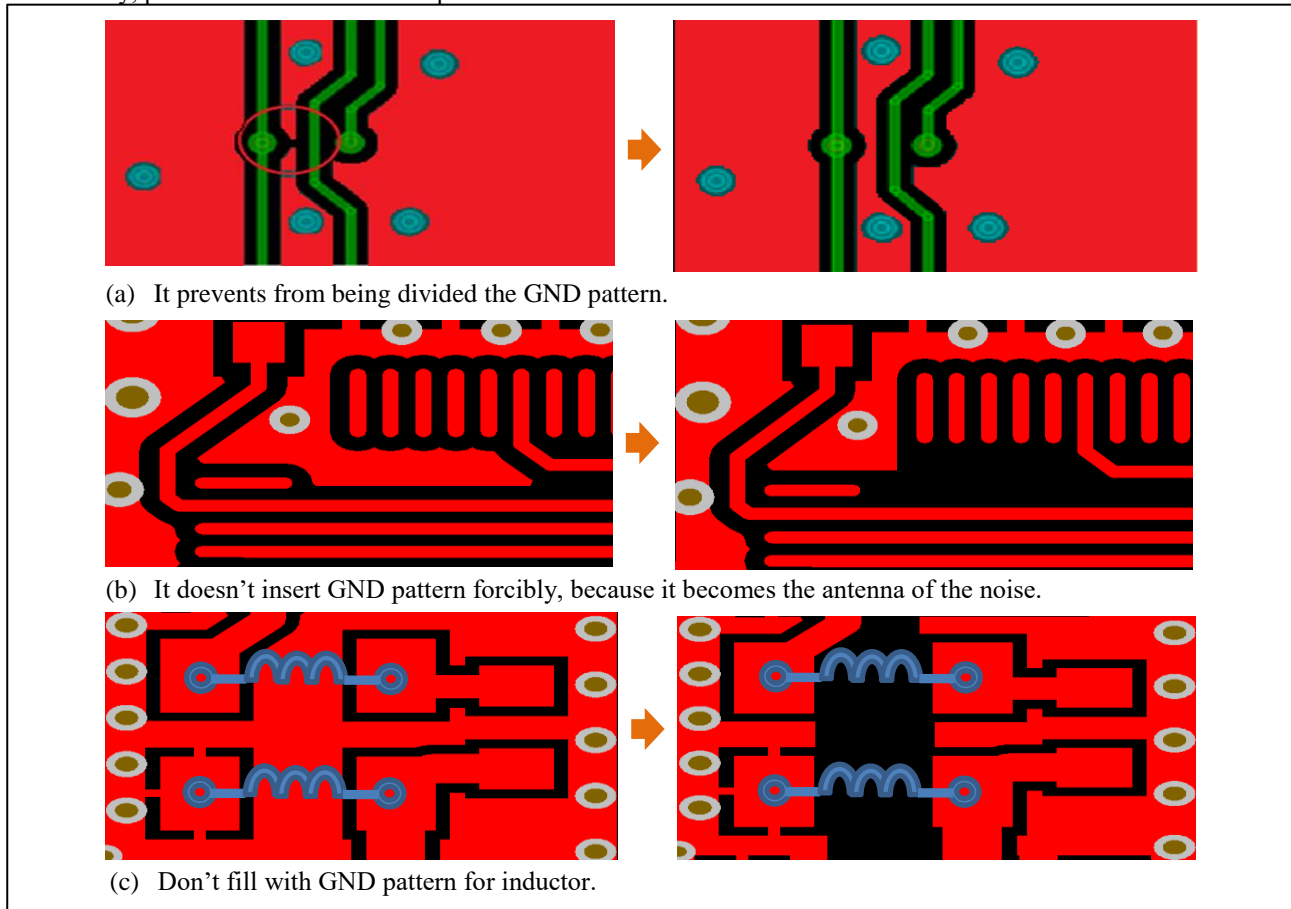 (a) It prevents from being divided the GND pattern.
(b) It doesn’t insert GND pattern forcibly, because it becomes the antenna of the noise.
(c) Don’t fill with GND pattern for inductor.